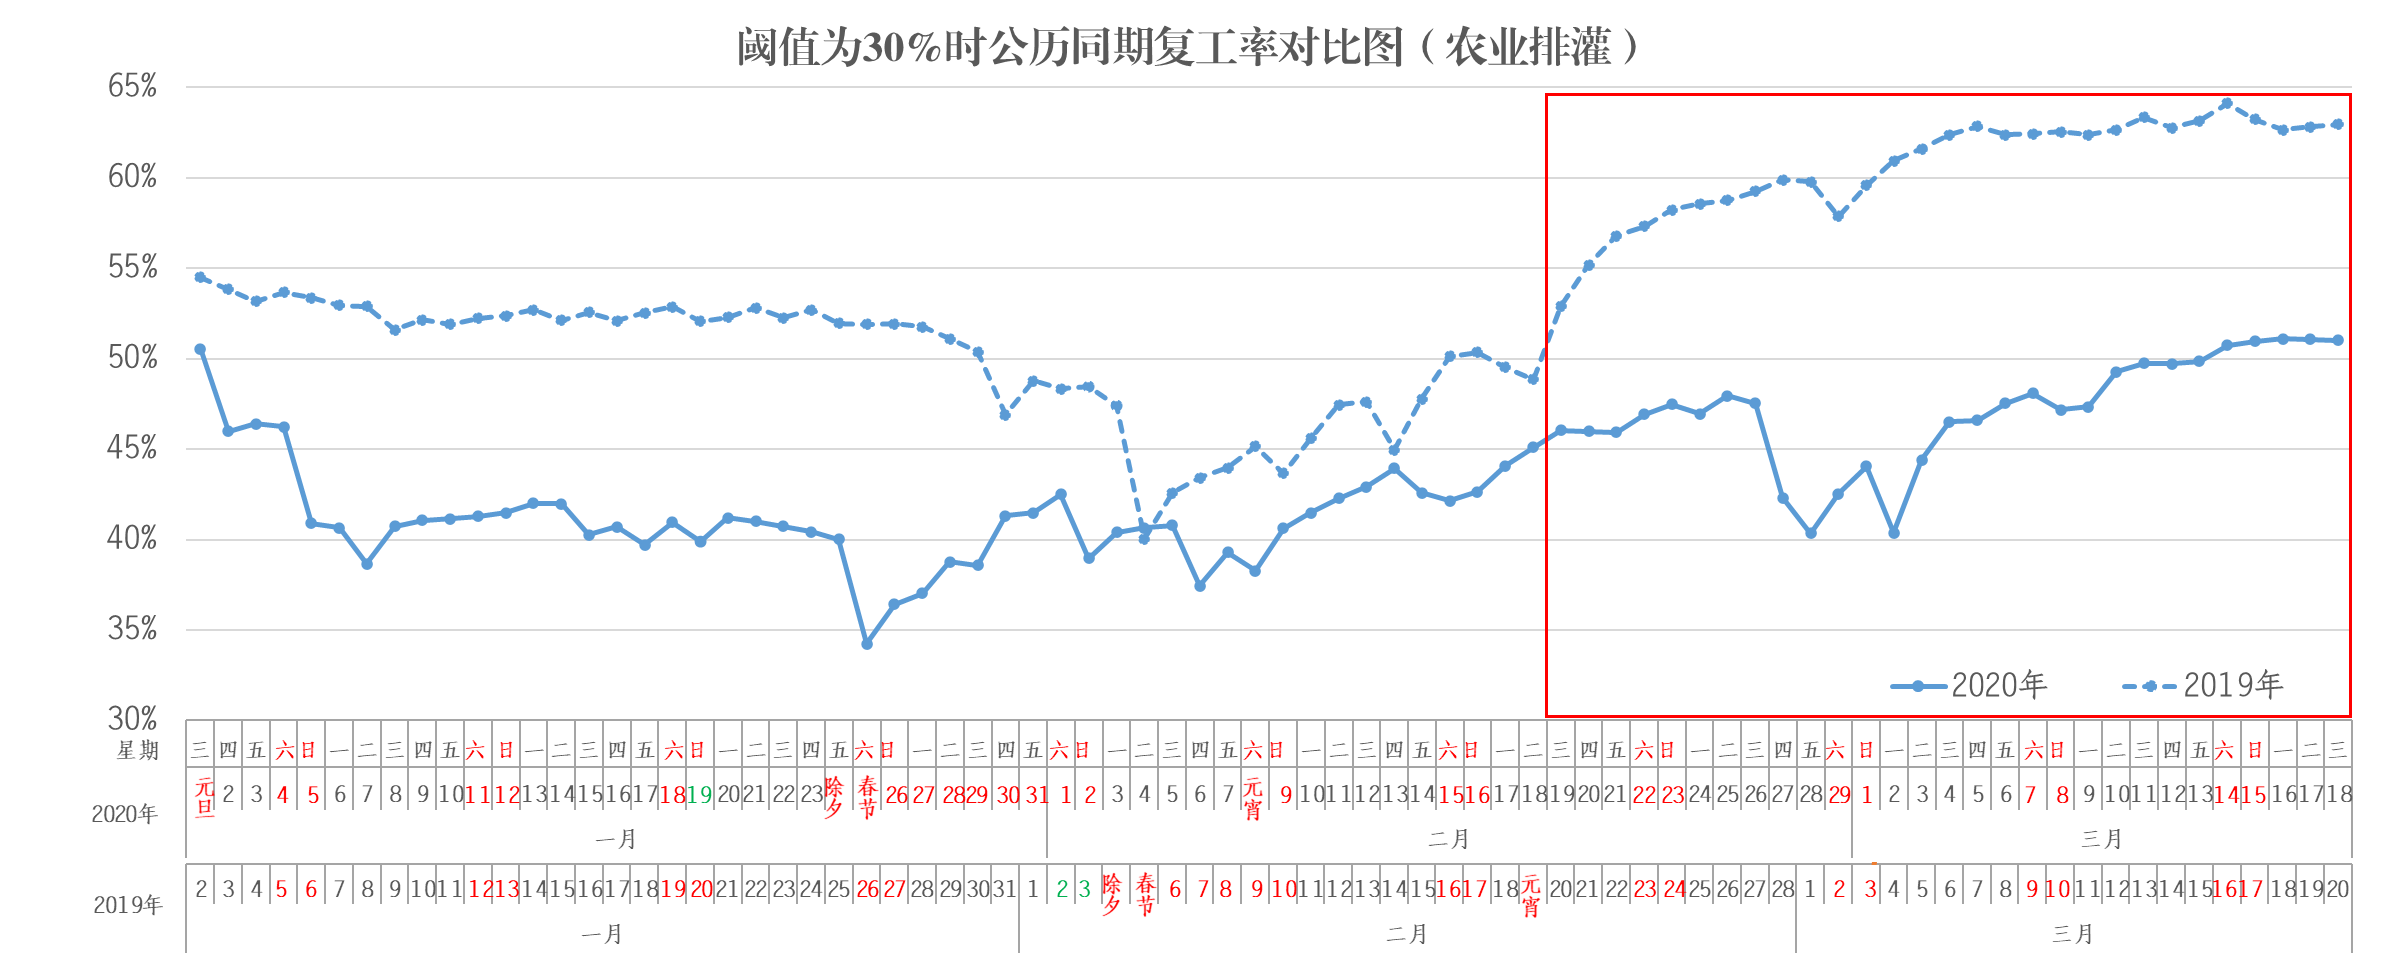 阈值为30%时公历同期复工率对比图（农业排灌）
65%
60%
55%
50%
45%
40%
35%
30%
2020年 2019年
星期 三 四 五 六 日 一 二 三 四 五 六 日 一 二 三 四 五 六 日 一 二 三 四 五 六 日 一 二 三 四 五 六 日 一 二 三 四 五 六 日 一 二 三 四 五 六 日 一 二 三 四 五 六 日 一 二 三 四 五 六 日 一 二 三 四 五 六 日 一 二 三 四 五 六 日 一 二 三
2020年 元旦 2 3 4 5 6 7 8 9 10 11 12 13 14 15 16 17 18 19 20 21 22 23 除夕 春节 26 27 28 29 30 31 1 2 3 4 5 6 7 元宵 9 10 11 12 13 14 15 16 17 18 19 20 21 22 23 24 25 26 27 28 29 1 2 3 4 5 6 7 8 9 10 11 12 13 14 15 16 17 18
一月 二月 三月
2019年 2 3 4 5 6 7 8 9 10 11 12 13 14 15 16 17 18 19 20 21 22 23 24 25 26 27 28 29 30 31 1 2 3 除夕 春节 6 7 8 9 10 11 12 13 14 15 16 17 18 元宵 20 21 22 23 24 25 26 27 28 1 2 3 4 5 6 7 8 9 10 11 12 13 14 15 16 17 18 19 20
一月 二月 三月